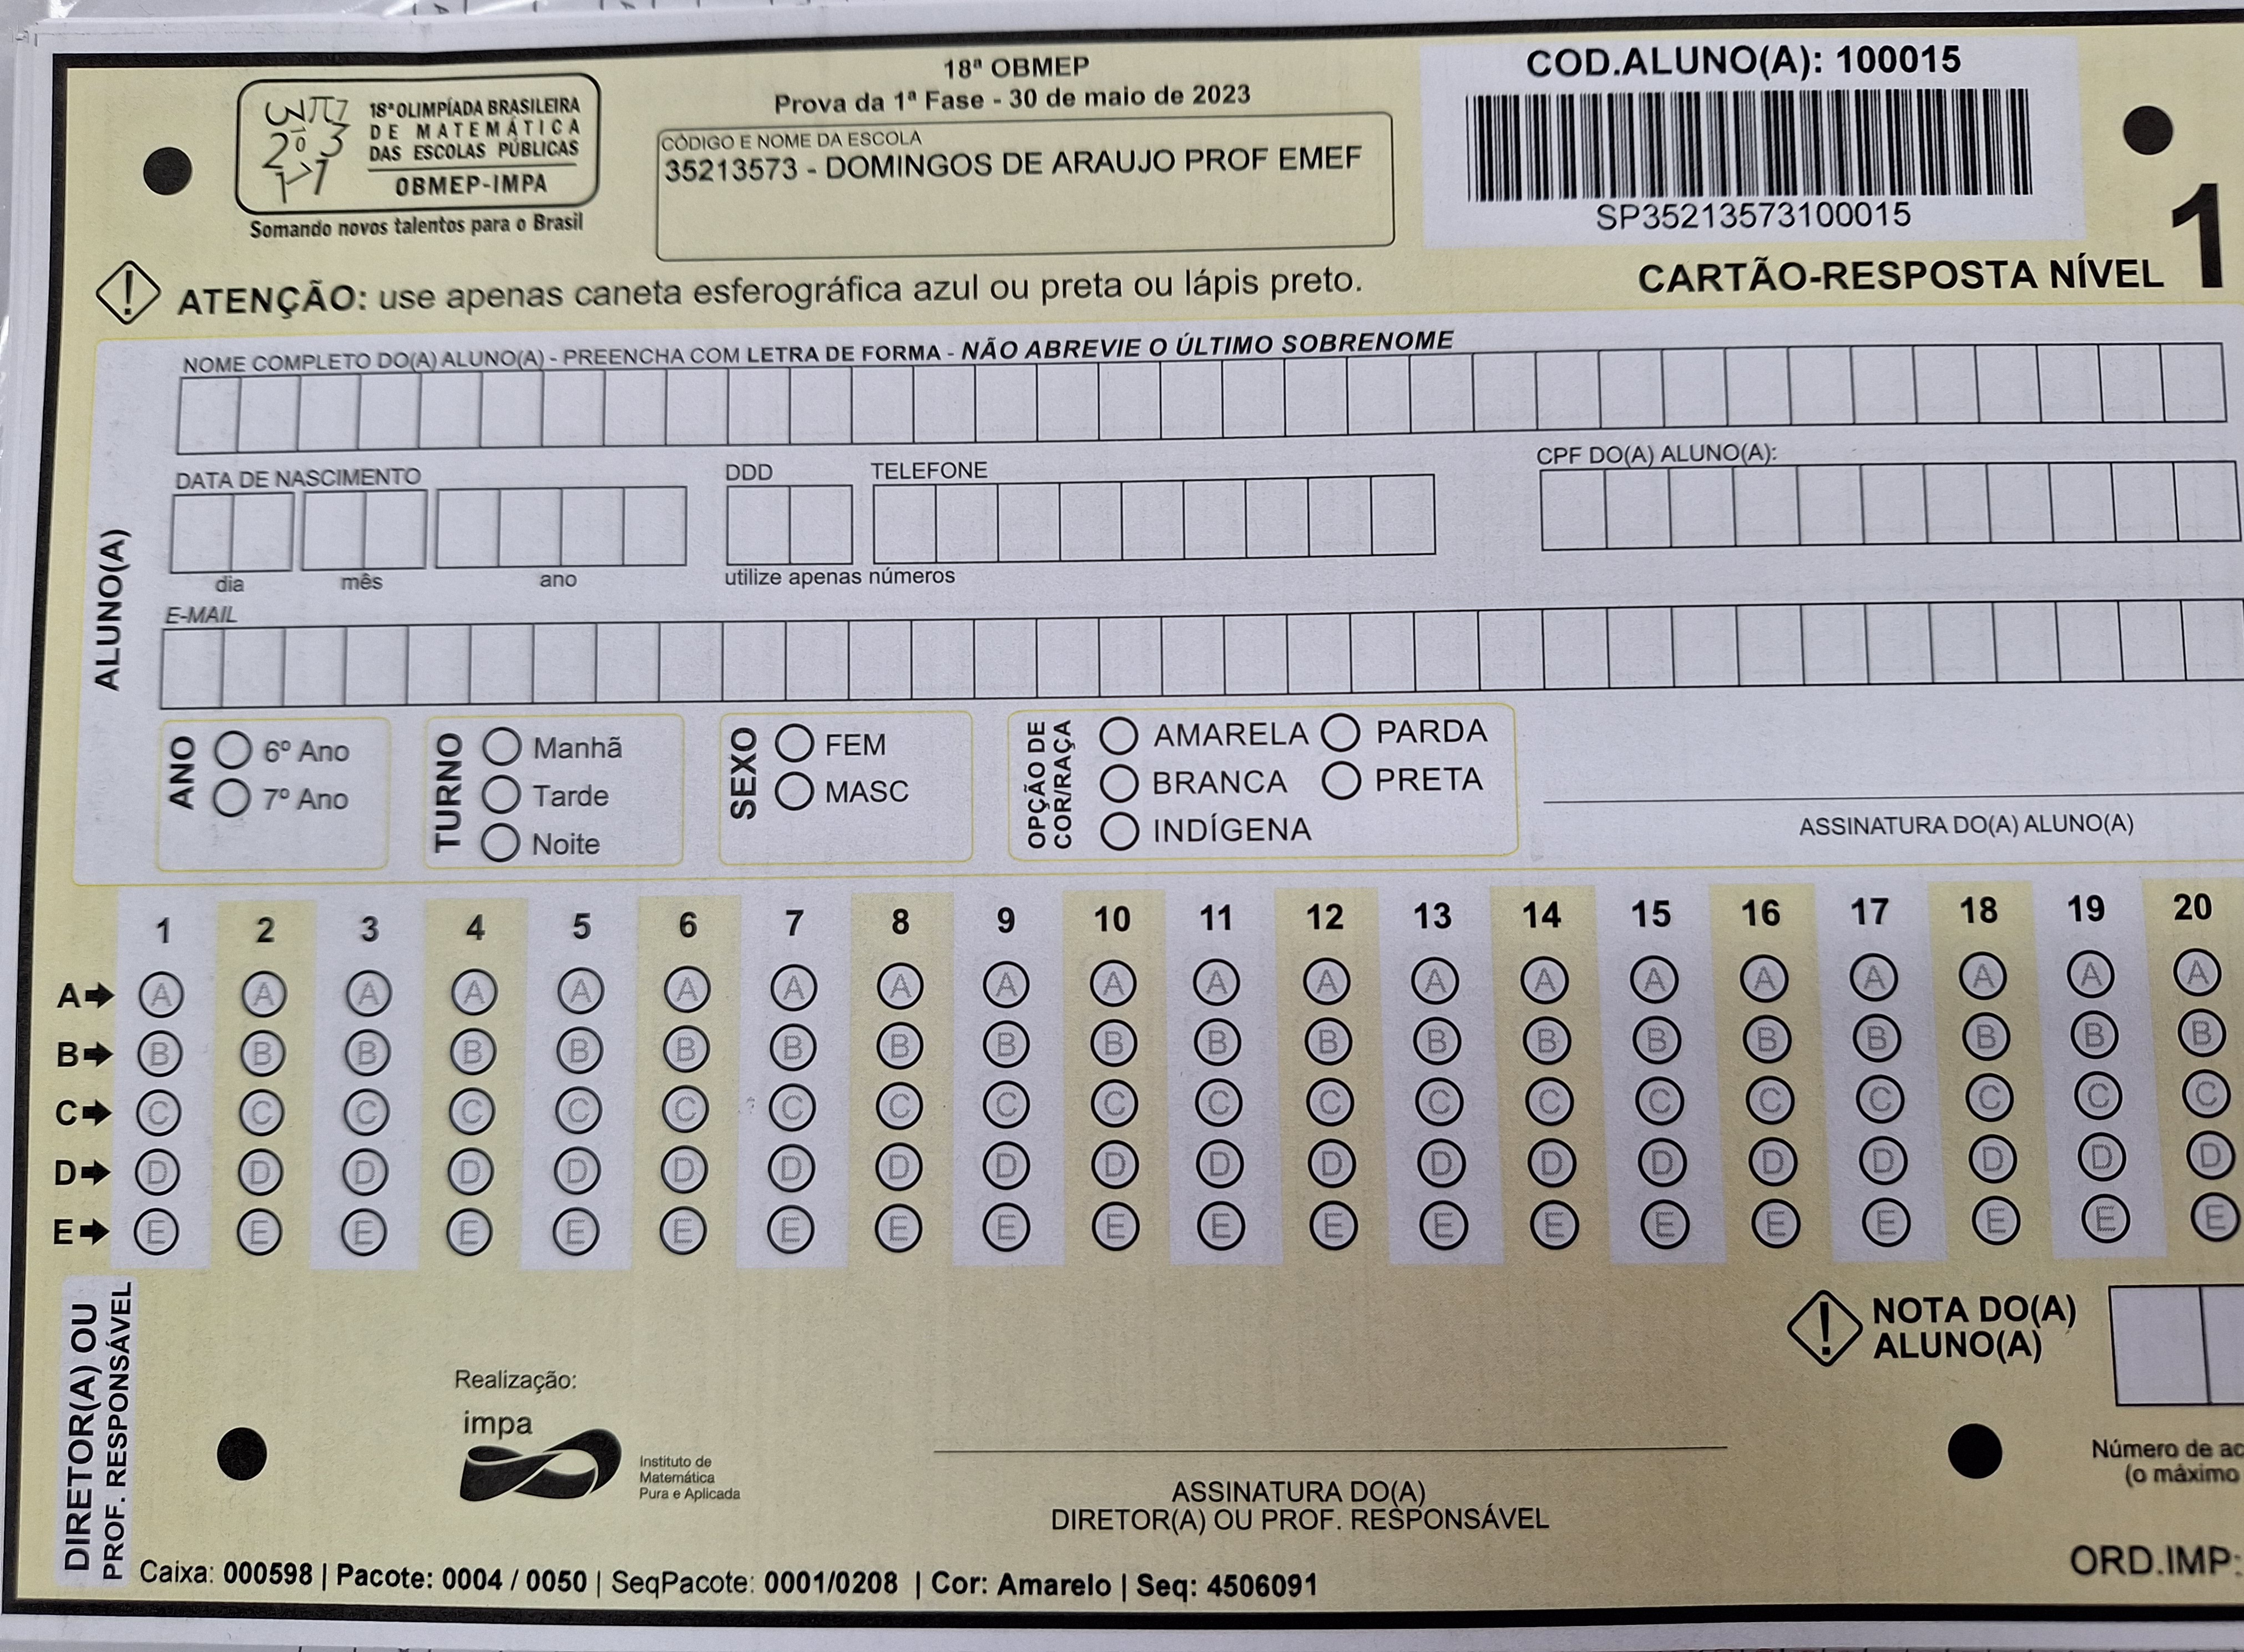 18ª OLIMPÍADA BRASILEIRA
DE MATEMÁTICA
DAS ESCOLAS PÚBLICAS
OBMEP-IMPA
Somando novos talentos para o Brasil
18ª OBMEP
Prova da 1ª Fase - 30 de maio de 2023
CÓDIGO E NOME DA ESCOLA
35213573 - DOMINGOS DE ARAUJO PROF EMEF
COD.ALUNO(A): 100015
SP35213573100015
CARTÃO-RESPOSTA NÍVEL 1
ATENÇÃO: use apenas caneta esferográfica azul ou preta ou lápis preto.
ALUNO(A)
NOME COMPLETO DO(A) ALUNO(A) - PREENCHA COM LETRA DE FORMA - NÃO ABREVIE O ÚLTIMO SOBRENOME
DATA DE NASCIMENTO
dia mês ano
DDD TELEFONE
utilize apenas números
CPF DO(A) ALUNO(A):
E-MAIL
ANO
6º Ano
7º Ano
TURNO
Manhã
Tarde
Noite
SEXO
FEM
MASC
OPÇÃO DE
COR/RAÇA
AMARELA PARDA
BRANCA PRETA
INDÍGENA
ASSINATURA DO(A) ALUNO(A)
1 2 3 4 5 6 7 8 9 10 11 12 13 14 15 16 17 18 19 20
A A A A A A A A A A A A A A A A A A A A A
B B B B B B B B B B B B B B B B B B B B B
C C C C C C C C C C C C C C C C C C C C C
D D D D D D D D D D D D D D D D D D D D D
E E E E E E E E E E E E E E E E E E E E E
DIRETOR(A) OU
PROF. RESPONSÁVEL
NOTA DO(A)
ALUNO(A)
Realização:
impa
Instituto de
Matemática
Pura e Aplicada
ASSINATURA DO(A)
DIRETOR(A) OU PROF. RESPONSÁVEL
Número de ac
(o máximo
ORD.IMP:
Caixa: 000598 | Pacote: 0004 / 0050 | SeqPacote: 0001/0208 | Cor: Amarelo | Seq: 4506091